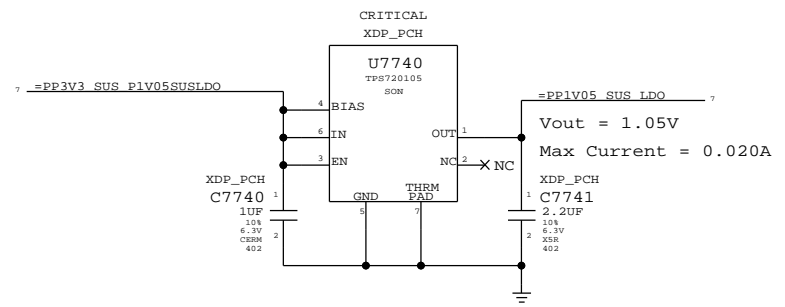 CRITICAL
XDP_PCH
U7740
TPS720105
SON
7 =PP3V3_SUS_P1V05SUSLDO
=PP1V05_SUS_LDO 7
4 BIAS
6 IN
3 EN
OUT 1
NC 2 NC
GND
5
THRM
PAD
7
Vout = 1.05V
Max Current = 0.020A
XDP_PCH
C7740 1
1UF
10%
6.3V
CERM
402
2
XDP_PCH
1 C7741
2.2UF
10%
6.3V
X5R
402
2